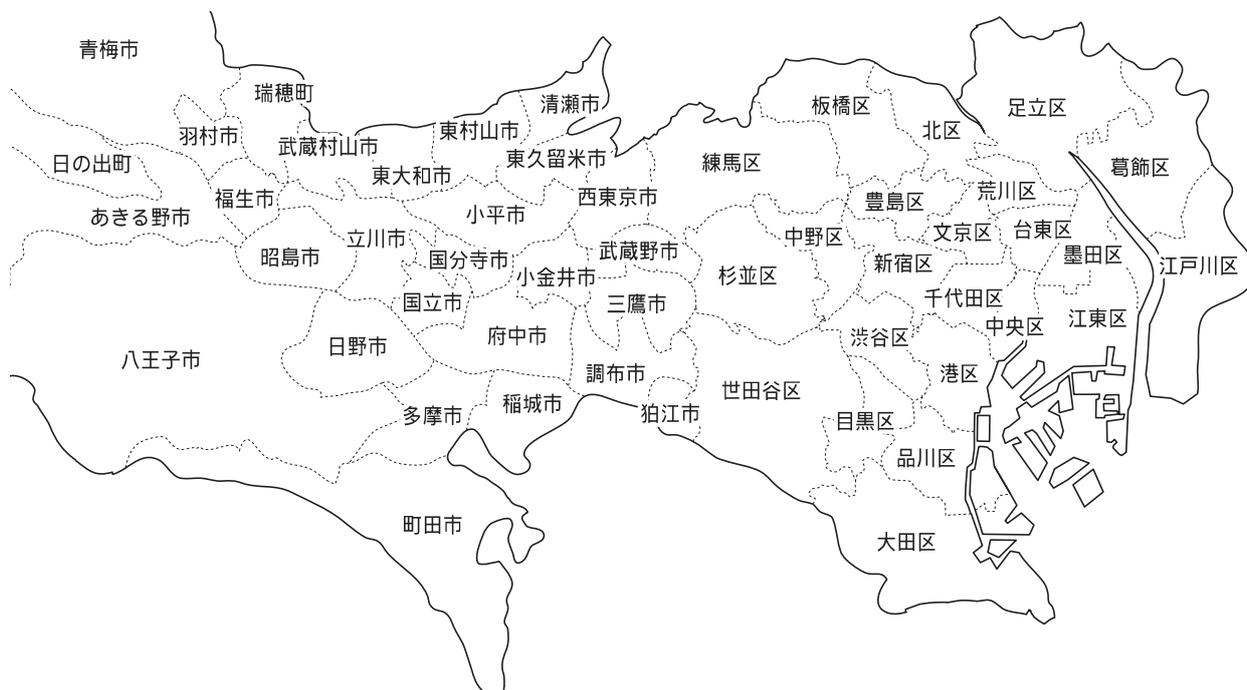 青梅市
瑞穂町
清瀬市
板橋区
足立区
羽村市
武蔵村山市
東村山市
北区
日の出町
東大和市
東久留米市
練馬区
葛飾区
あきる野市
福生市
小平市
西東京市
豊島区
荒川区
昭島市
立川市
国分寺市
武蔵野市
中野区
文京区
台東区
小金井市
杉並区
新宿区
墨田区
江戸川区
国立市
三鷹市
千代田区
八王子市
日野市
府中市
渋谷区
中央区
江東区
調布市
世田谷区
港区
多摩市
稲城市
狛江市
目黒区
品川区
町田市
大田区